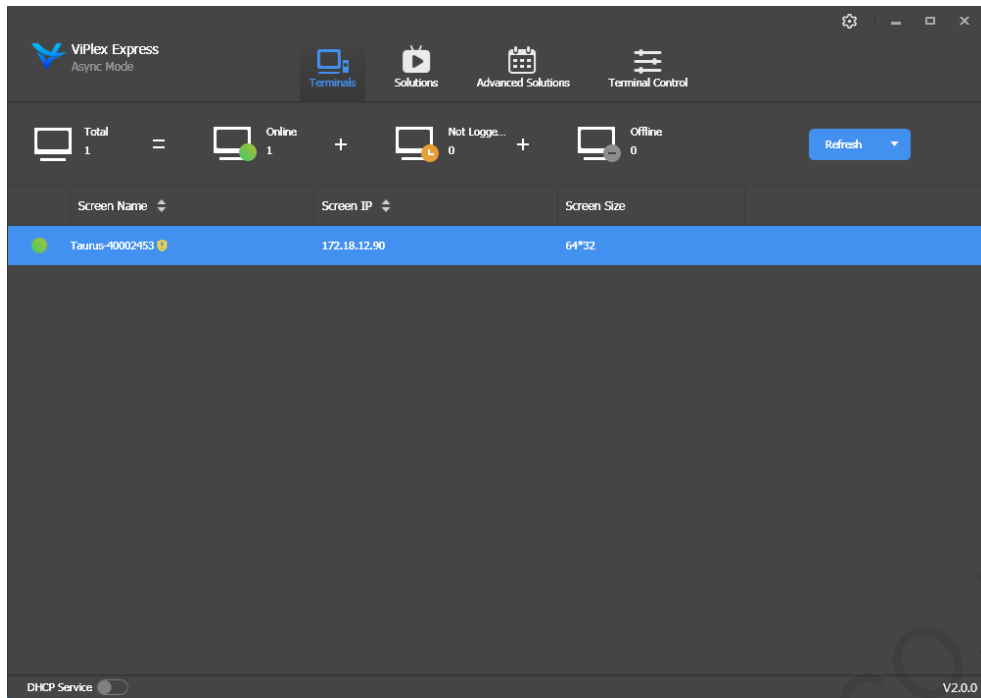 ViPlex Express
Async Mode
Terminals
Solutions
Advanced Solutions
Terminal Control
Total
1
=
Online
1
+
Not Logge...
0
+
Offline
0
Refresh
Screen Name
Screen IP
Screen Size
Taurus-40002453
172.18.12.90
64*32
DHCP Service
V2.0.0